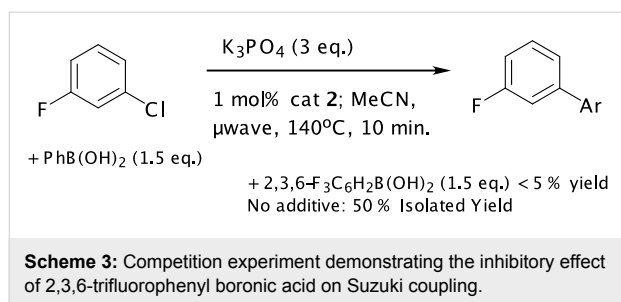 K3PO4 (3 eq.)
F
Cl
1 mol% cat 2; MeCN,
µwave, 140ºC, 10 min.
F
Ar
+ PhB(OH)2 (1.5 eq.)
+ 2,3,6-F3C6H2B(OH)2 (1.5 eq.) <5 % yield
No additive: 50 % Isolated Yield
Scheme 3: Competition experiment demonstrating the inhibitory effect
of 2,3,6-trifluorophenyl boronic acid on Suzuki coupling.